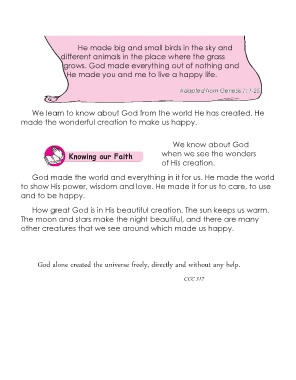 He made big and small birds in the sky and
different animals in the place where the grass
grows. God made everything out of nothing and
He made you and me to live a happy life.
Adapted from Genesis 1: 1-25
We learn to know about God from the world He has created. He
made the wonderful creation to make us happy.
We know about God
when we see the wonders
of His creation.
Knowing our Faith
God made the world and everything in it for us. He made the world
to show His power, wisdom and love. He made it for us to care, to use
and to be happy.
How great God is in His beautiful creation. The sun keeps us warm.
The moon and stars make the night beautiful, and there are many
other creatures that we see around which made us happy.
God alone created the universe freely, directly and without any help.
CCC 317